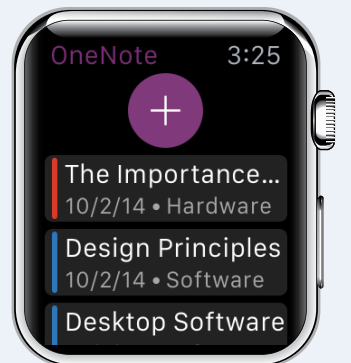 OneNote 3:25
+
The Importance...
10/2/14 • Hardware
Design Principles
10/2/14 • Software
Desktop Software